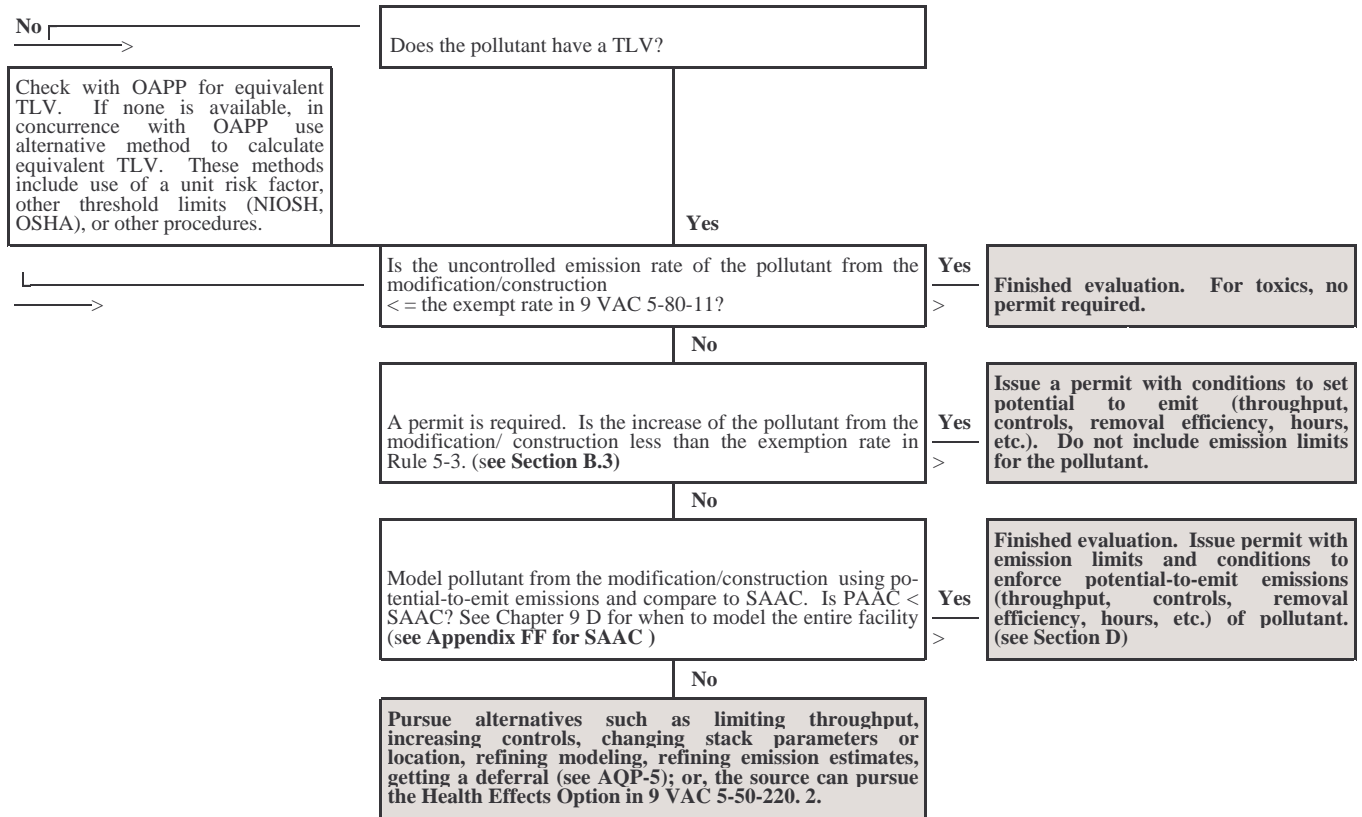 No
>
Does the pollutant have a TLV?
Check with OAPP for equivalent
TLV. If none is available, in
concurrence with OAPP use
alternative method to calculate
equivalent TLV. These methods
include use of a unit risk factor,
other threshold limits (NIOSH,
OSHA), or other procedures.
Yes
>
Is the uncontrolled emission rate of the pollutant from the
modification/construction
< = the exempt rate in 9 VAC 5-80-11?
Yes
>
Finished evaluation. For toxics, no
permit required.
No
A permit is required. Is the increase of the pollutant from the
modification/ construction less than the exemption rate in
Rule 5-3. (see Section B.3)
Yes
>
Issue a permit with conditions to set
potential to emit (throughput,
controls, removal efficiency, hours,
etc.). Do not include emission limits
for the pollutant.
No
Model pollutant from the modification/construction using po-
tential-to-emit emissions and compare to SAAC. Is PAAC <
SAAC? See Chapter 9 D for when to model the entire facility
(see Appendix FF for SAAC )
Yes
>
Finished evaluation. Issue permit with
emission limits and conditions to
enforce potential-to-emit emissions
(throughput, controls, removal
efficiency, hours, etc.) of pollutant.
(see Section D)
No
Pursue alternatives such as limiting throughput,
increasing controls, changing stack parameters or
location, refining modeling, refining emission estimates,
getting a deferral (see AQP-5); or, the source can pursue
the Health Effects Option in 9 VAC 5-50-220. 2.